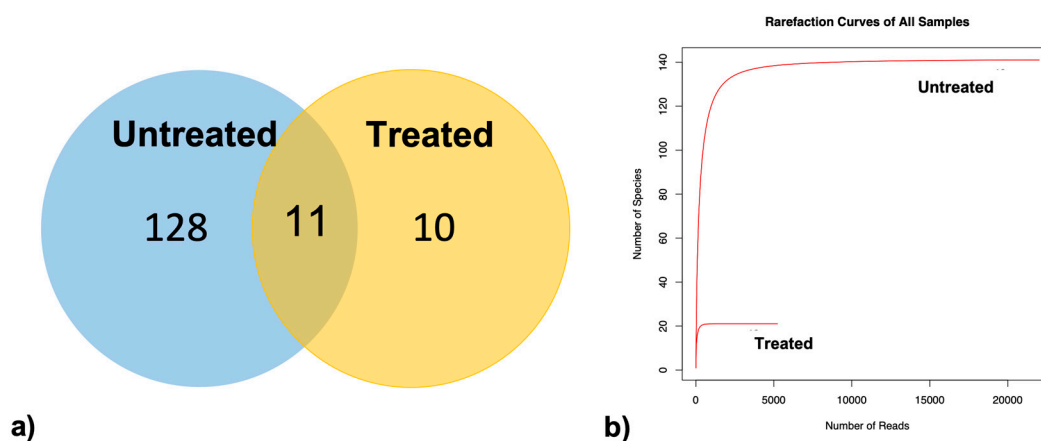 Untreated
Treated
128
11
10
a)
Rarefaction Curves of All Samples
Number of Species
140
120
100
80
60
40
20
0
Untreated
Treated
0
5000
10000
15000
20000
Number of Reads
b)